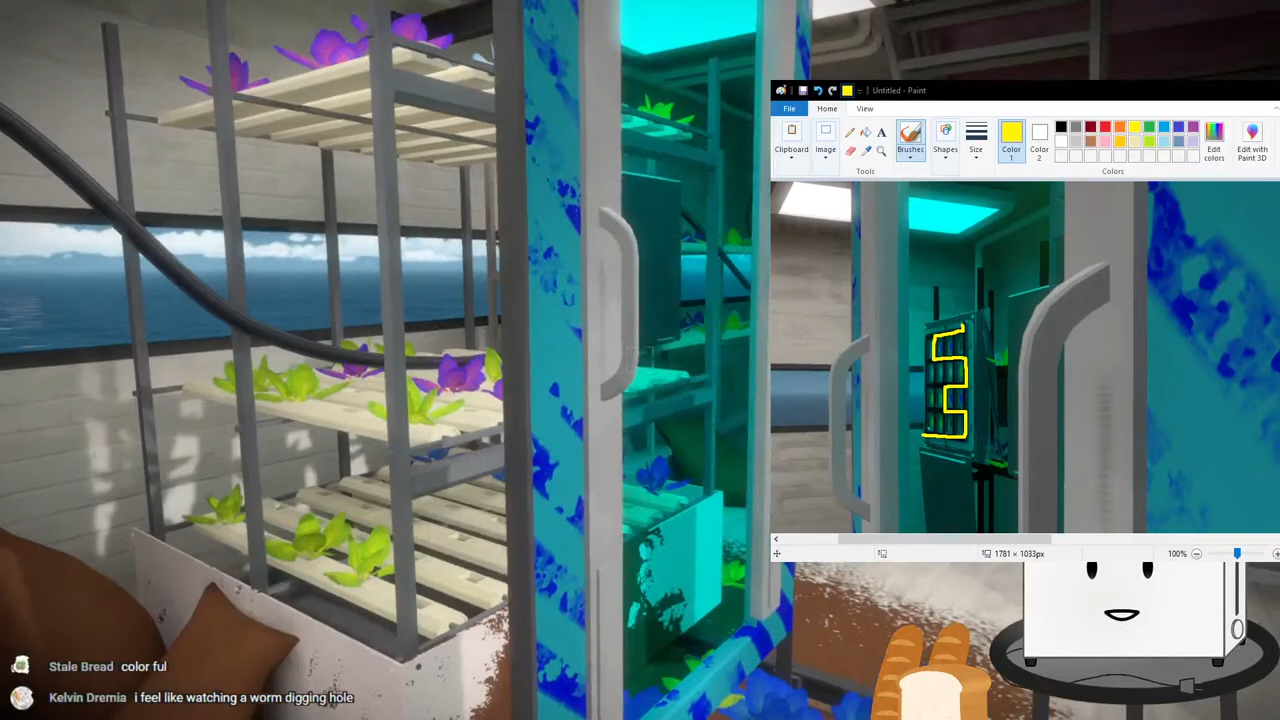 Untitled - Paint
File Home View
Clipboard Image Tools Brushes Shapes Size Color 1 Color 2 Colors Edit colors Edit with Paint 3D
1781 × 1033px 100%
Stale Bread color ful
Kelvin Dremia i feel like watching a worm digging hole